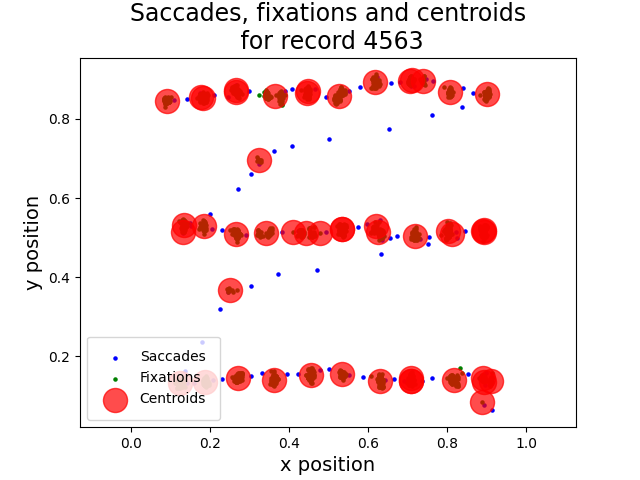 Saccades, fixations and centroids
for record 4563
y position
0.8
0.6
0.4
0.2
Saccades
Fixations
Centroids
0.0 0.2 0.4 0.6 0.8 1.0
x position